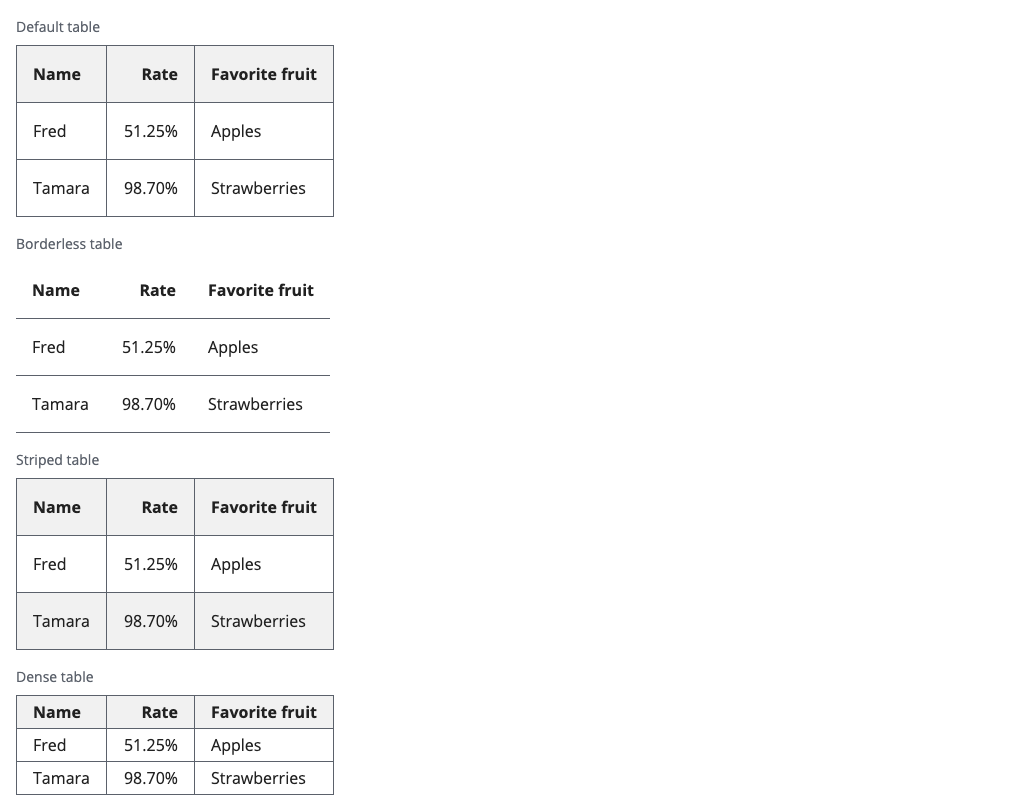 Default table
Name Rate Favorite fruit
Fred 51.25% Apples
Tamara 98.70% Strawberries
Borderless table
Name Rate Favorite fruit
Fred 51.25% Apples
Tamara 98.70% Strawberries
Striped table
Name Rate Favorite fruit
Fred 51.25% Apples
Tamara 98.70% Strawberries
Dense table
Name Rate Favorite fruit
Fred 51.25% Apples
Tamara 98.70% Strawberries